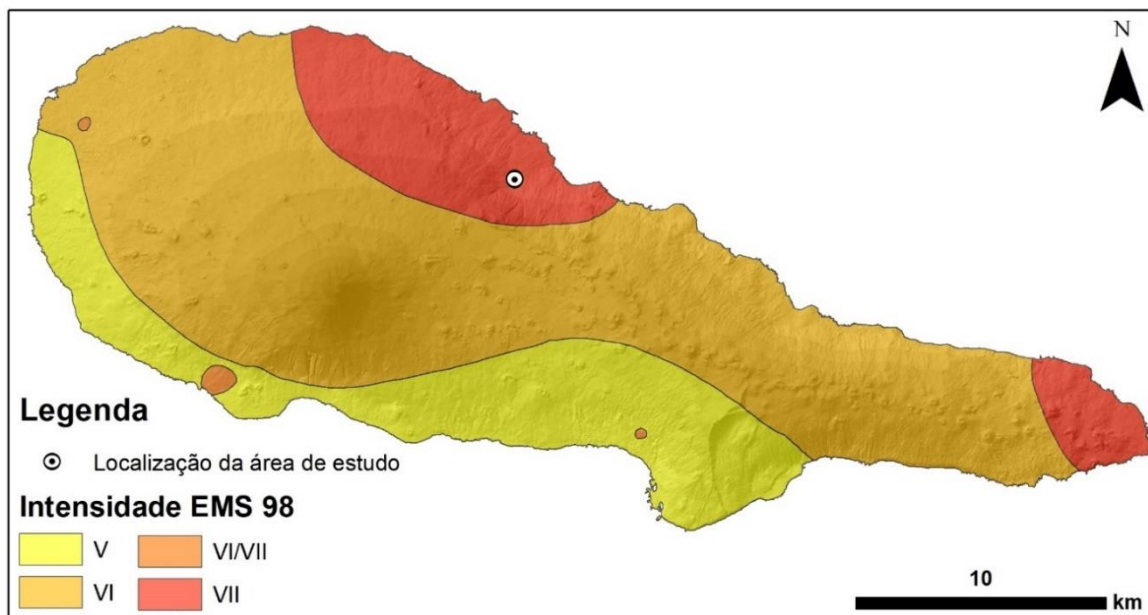 N
Legenda
Localização da área de estudo
Intensidade EMS 98
V
VI/VII
VI
VII
10
km